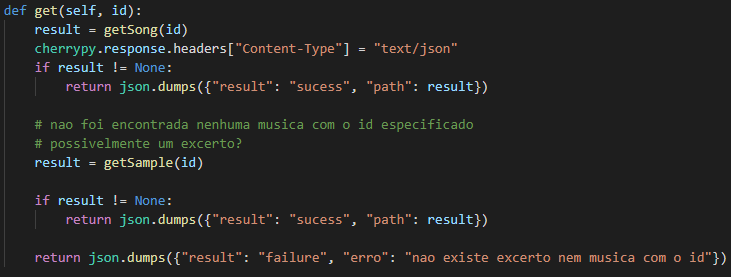 def get(self, id):
    result = getSong(id)
    cherrypy.response.headers["Content-Type"] = "text/json"
    if result != None:
        return json.dumps({"result": "sucess", "path": result})

    # nao foi encontrada nenhuma musica com o id especificado
    # possivelmente um excerto?
    result = getSample(id)

    if result != None:
        return json.dumps({"result": "sucess", "path": result})

    return json.dumps({"result": "failure", "erro": "nao existe excerto nem musica com o id"})